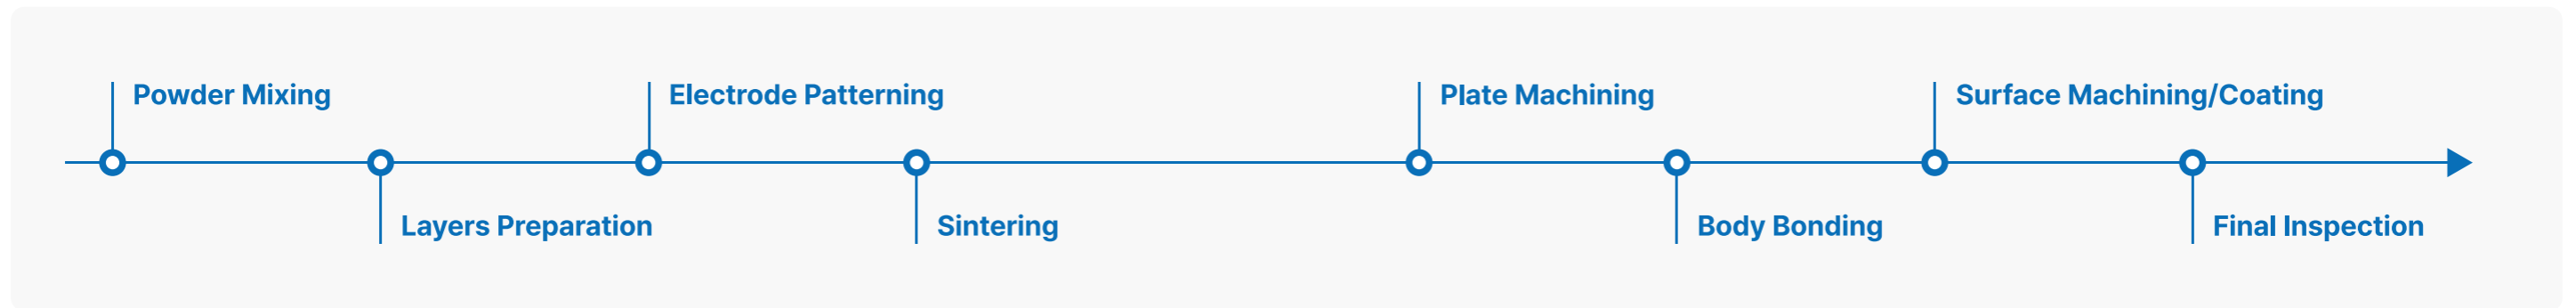 Powder Mixing
Layers Preparation
Electrode Patterning
Sintering
Plate Machining
Body Bonding
Surface Machining/Coating
Final Inspection